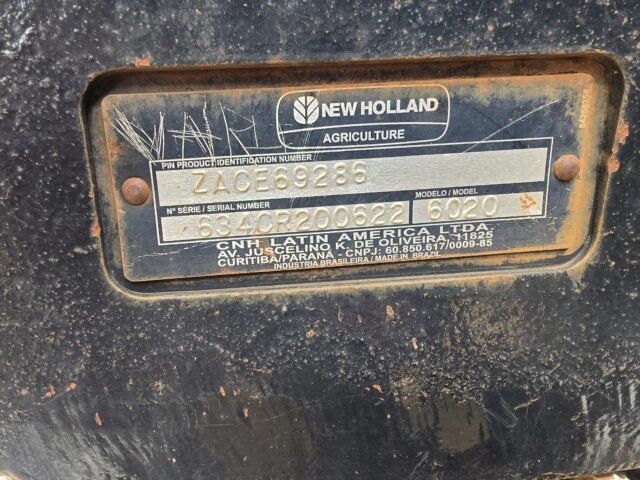 NEW HOLLAND
AGRICULTURE
PIN PRODUCT IDENTIFICATION NUMBER
ZACE69286
Nº SÉRIE / SERIAL NUMBER
MODELO / MODEL
634CR200622
6020
CNH LATIN AMERICA LTDA.
AV. JUSCELINO K. DE OLIVEIRA, 11825
CURITIBA/PARANÁ - CNPJ: 60.850.617/0009-85
INDÚSTRIA BRASILEIRA / MADE IN BRAZIL